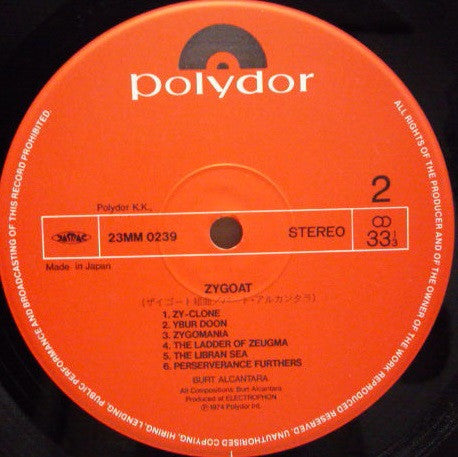 polydor
2
Polydor K.K.,
JASRAC
23MM 0239
STEREO
33 1/3
Made in Japan
ZYGOAT
1. ZY-CLONE
2. YBUR DOON
3. ZYGOMANIA
4. THE LADDER OF ZEUGMA
5. THE LIBRAN SEA
6. PERSERVERANCE FURTHERS
BURT ALCANTARA
All Compositions: Burt Alcantara
Produced at ELECTROPHON
Ⓟ 1974 Polydor Int.
ALL RIGHTS OF THE PRODUCER AND OF THE OWNER OF THE WORK REPRODUCED RESERVED. UNAUTHORISED COPYING, HIRING, LENDING, PUBLIC PERFORMANCE AND BROADCASTING OF THIS RECORD PROHIBITED.